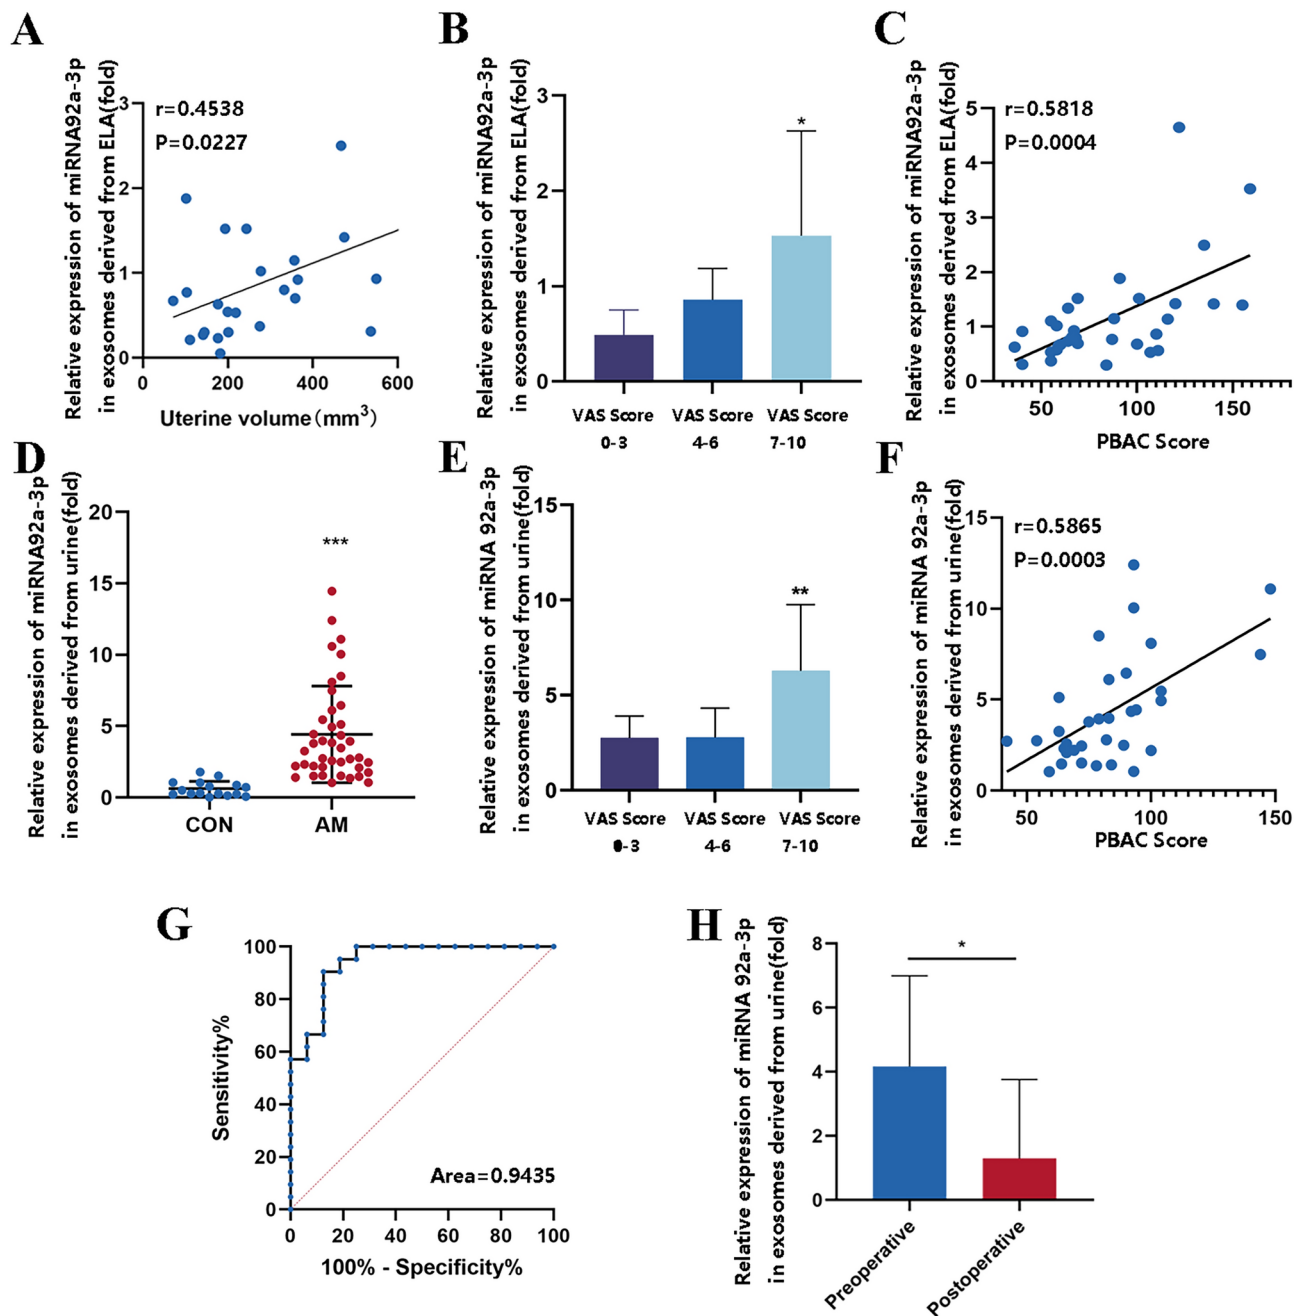 A
Relative expression of miRNA92a-3p
in exosomes derived from ELA(fold)
r=0.4538
P=0.0227
3
2
1
0
0 200 400 600
Uterine volume(mm3)
B
Relative expression of miRNA92a-3p
in exosomes derived from ELA(fold)
3
2
1
0
*
VAS Score VAS Score VAS Score
0-3 4-6 7-10
C
Relative expression of miRNA92a-3p
in exosomes derived from ELA(fold)
r=0.5818
P=0.0004
5
4
3
2
1
0
50 100 150
PBAC Score
D
Relative expression of miRNA92a-3p
in exosomes derived from urine(fold)
20
15
10
5
0
***
CON AM
E
Relative expression of miRNA 92a-3p
in exosomes derived from urine(fold)
15
10
5
0
**
VAS Score VAS Score VAS Score
0-3 4-6 7-10
F
Relative expression of miRNA 92a-3p
in exosomes derived from urine(fold)
r=0.5865
P=0.0003
15
10
5
0
50 100 150
PBAC Score
G
Sensitivity%
100
80
60
40
20
0
Area=0.9435
0 20 40 60 80 100
100% - Specificity%
H
Relative expression of miRNA 92a-3p
in exosomes derived from urine(fold)
8
6
4
2
0
*
Preoperative
Postoperative